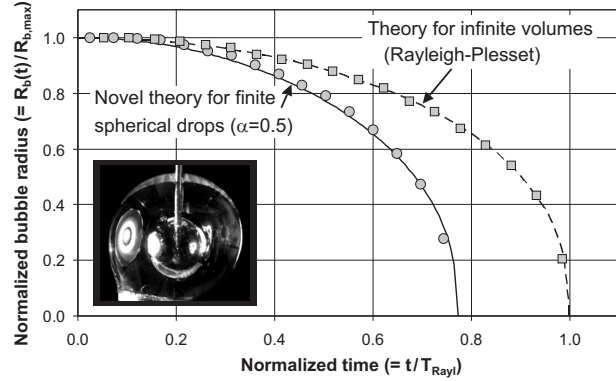 Normalized bubble radius (= R_b(t)/R_b,max)
1.0
0.8
0.6
0.4
0.2
0.0
Theory for infinite volumes
(Rayleigh-Plesset)
Novel theory for finite
spherical drops (α=0.5)
0.0 0.2 0.4 0.6 0.8 1.0
Normalized time (= t/T_Rayl)